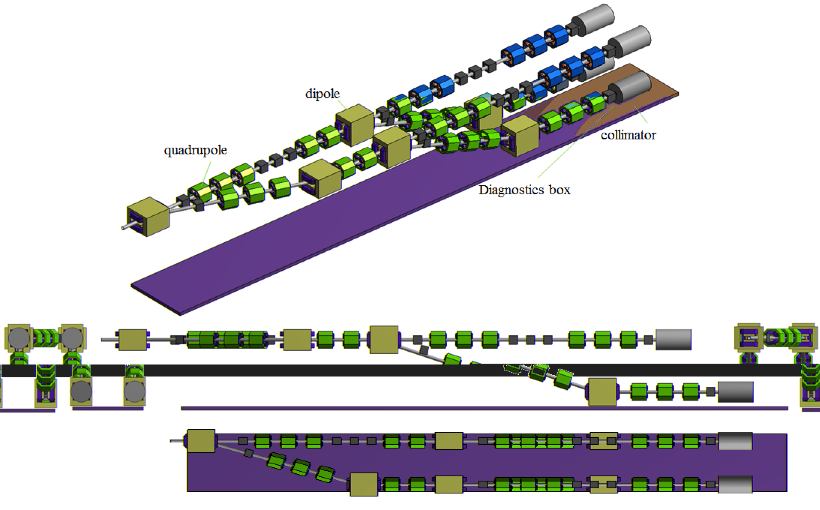 dipole
quadrupole
collimator
Diagnostics box